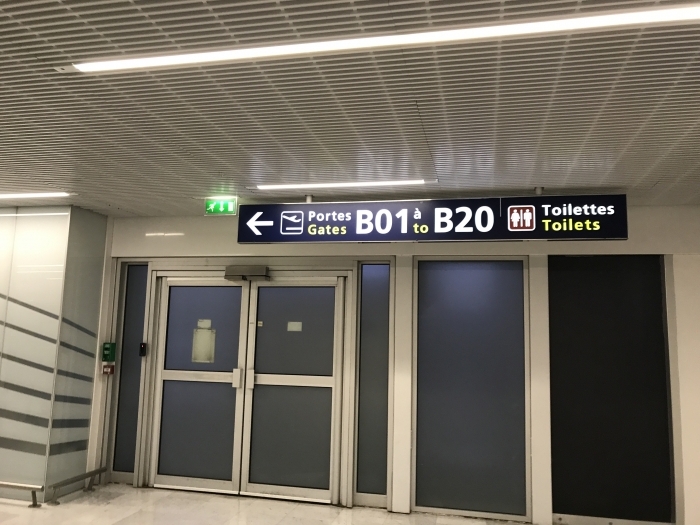 Portes
Gates
B01 à
to B20
Toilettes
Toilets